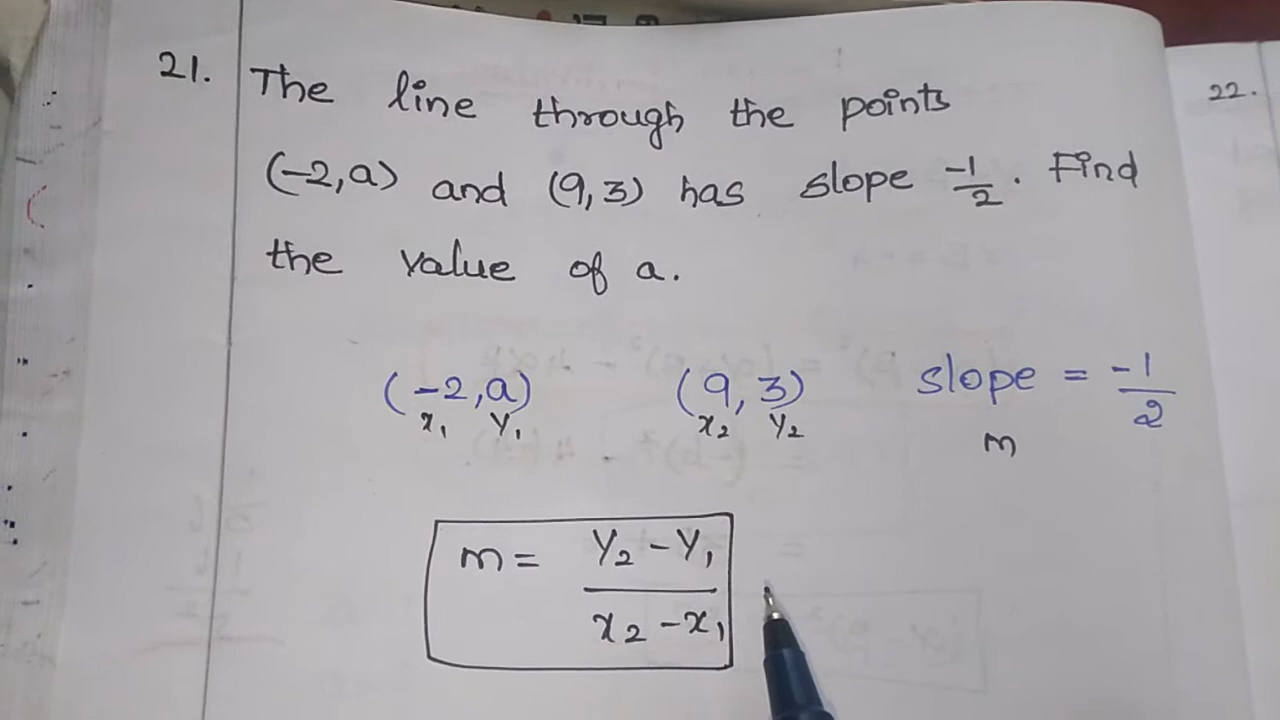 21. The line through the points
22.
(-2,a) and (9,3) has slope -1/2. Find
the value of a.
(-2,a) (9,3) slope = -1/2
x₁ y₁ x₂ y₂ m
m = y₂-y₁/x₂-x₁